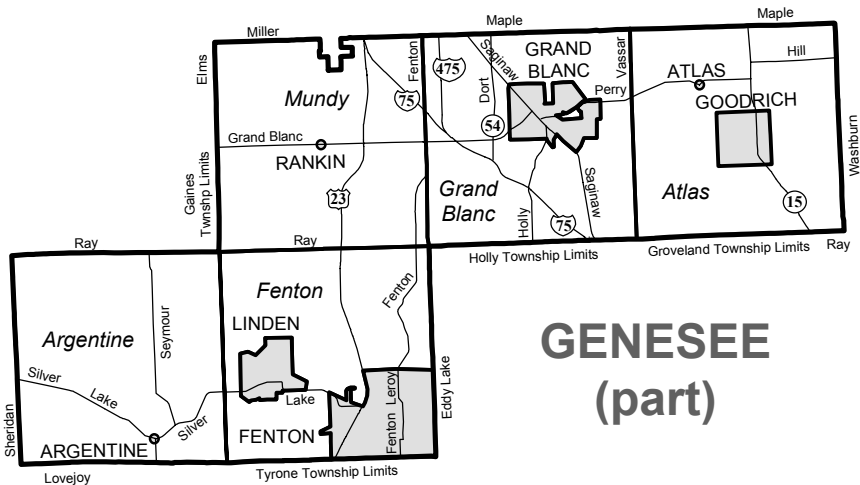 Miller
Maple
Maple
Elms
Fenton
475
Saginaw
GRAND
BLANC
Vassar
Hill
Mundy
75
Dort
Perry
ATLAS
GOODRICH
54
Grand Blanc
RANKIN
Washburn
Gaines
Twnshp Limits
23
Grand
Blanc
Holly
Saginaw
75
Atlas
15
Ray
Ray
Holly Township Limits
Groveland Township Limits
Ray
Fenton
Fenton
LINDEN
Argentine
Seymour
GENESEE
(part)
Silver
Lake
Silver
Lake
Fenton Leroy
Eddy Lake
Sheridan
ARGENTINE
FENTON
Lovejoy
Tyrone Township Limits